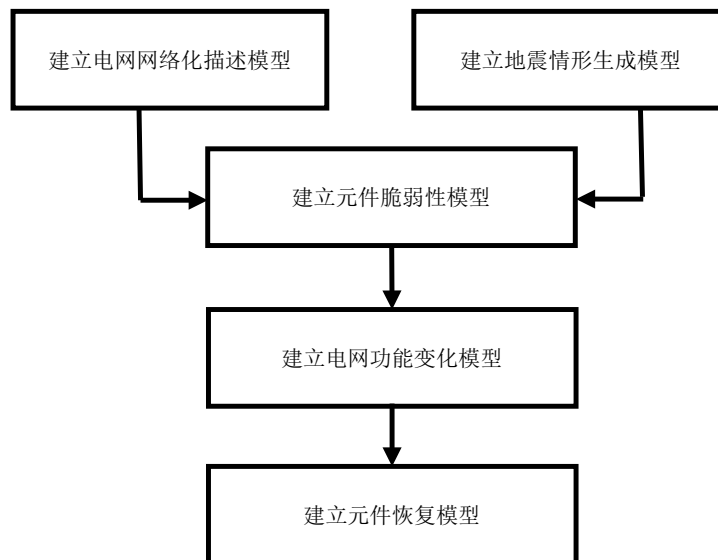 建立电网网络化描述模型
建立地震情形生成模型
建立元件脆弱性模型
建立电网功能变化模型
建立元件恢复模型